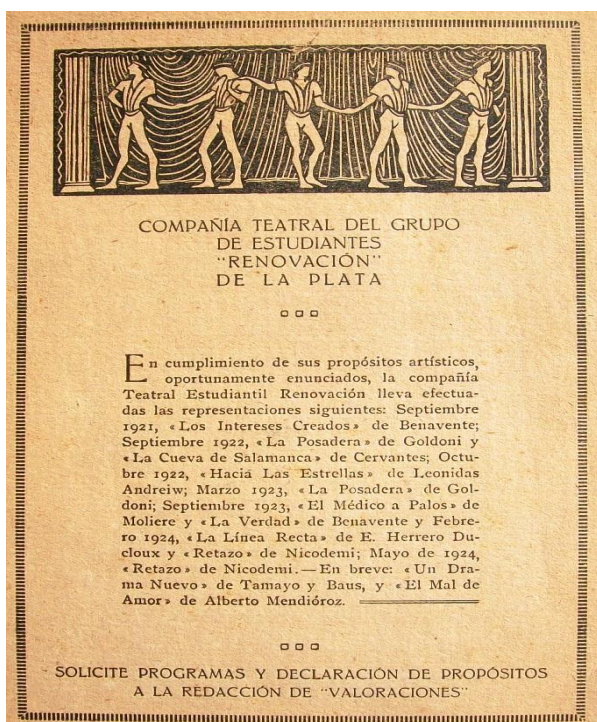 COMPAÑÍA TEATRAL DEL GRUPO
DE ESTUDIANTES
"RENOVACIÓN"
DE LA PLATA
En cumplimiento de sus propósitos artísticos,
oportunamente enunciados, la compañía
Teatral Estudiantil Renovación lleva efectua-
das las representaciones siguientes: Septiembre
1921, «Los Intereses Creados» de Benavente;
Septiembre 1922, «La Posadera» de Goldoni y
«La Cueva de Salamanca» de Cervantes; Octu-
bre 1922, «Hacia Las Estrellas» de Leonidas
Andreiw; Marzo 1923, «La Posadera» de Gol-
doni; Septiembre 1923, «El Médico a Palos» de
Moliere y «La Verdad» de Benavente y Febre-
ro 1924, «La Línea Recta» de E. Herrero Du-
cloux y «Retazo» de Nicodemi; Mayo de 1924,
«Retazo» de Nicodemi.—En breve: «Un Dra-
ma Nuevo» de Tamayo y Baus, y «El Mal de
Amor» de Alberto Mendióroz.
SOLICITE PROGRAMAS Y DECLARACIÓN DE PROPÓSITOS
A LA REDACCIÓN DE "VALORACIONES"